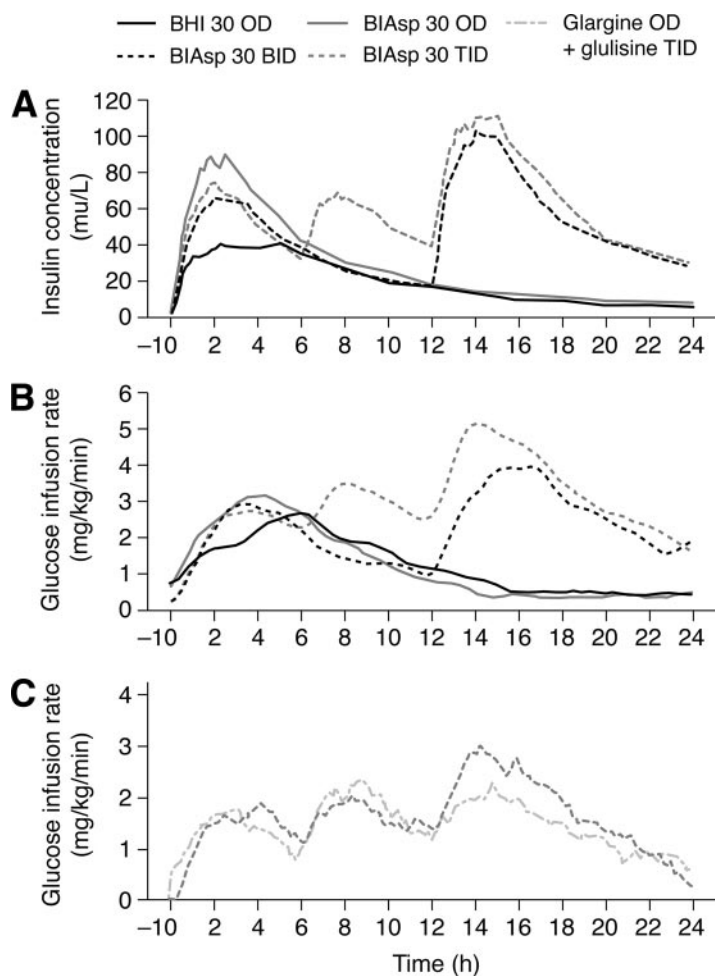 BHI 30 OD
BIAsp 30 OD
Glargine OD
+ glulisine TID
BIAsp 30 BID
BIAsp 30 TID
A
Insulin concentration
(mu/L)
120
100
80
60
40
20
0
–10 2 4 6 8 10 12 14 16 18 20 22 24
B
Glucose infusion rate
(mg/kg/min)
6
5
4
3
2
1
0
–10 2 4 6 8 10 12 14 16 18 20 22 24
C
Glucose infusion rate
(mg/kg/min)
4
3
2
1
0
–10 2 4 6 8 10 12 14 16 18 20 22 24
Time (h)